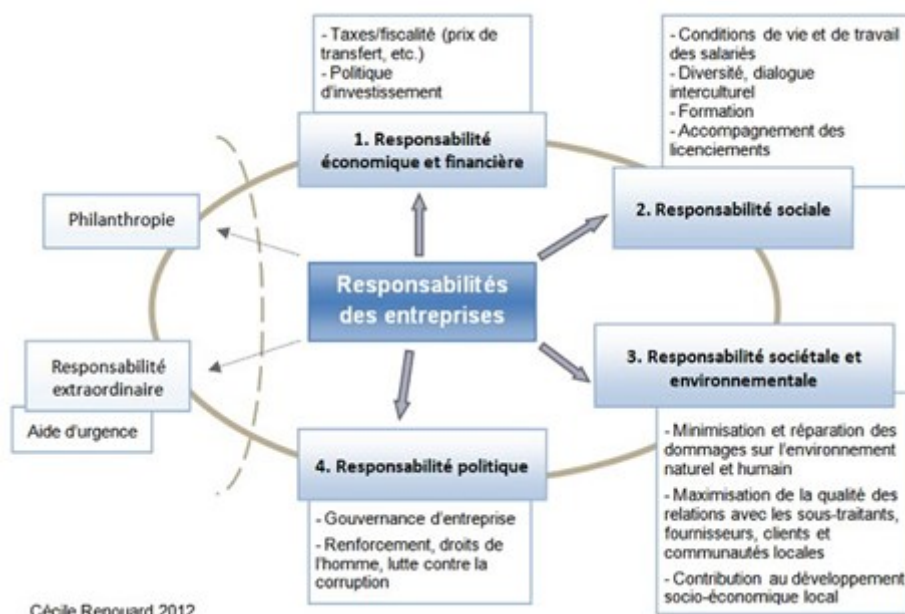 - Taxes/fiscalité (prix de
transfert, etc.)
- Politique
d'investissement
1. Responsabilité
économique et financière
- Conditions de vie et de travail
des salariés
- Diversité, dialogue
interculturel
- Formation
- Accompagnement des
licenciements
2. Responsabilité sociale
Philanthropie
Responsabilités
des entreprises
Responsabilité
extraordinaire
Aide d'urgence
3. Responsabilité sociétale et
environnementale
- Minimisation et réparation des
dommages sur l'environnement
naturel et humain
- Maximisation de la qualité des
relations avec les sous-traitants,
fournisseurs, clients et
communautés locales
- Contribution au développement
socio-économique local
4. Responsabilité politique
- Gouvernance d'entreprise
- Renforcement, droits de
l'homme, lutte contre la
corruption
Cécile Renouard 2012